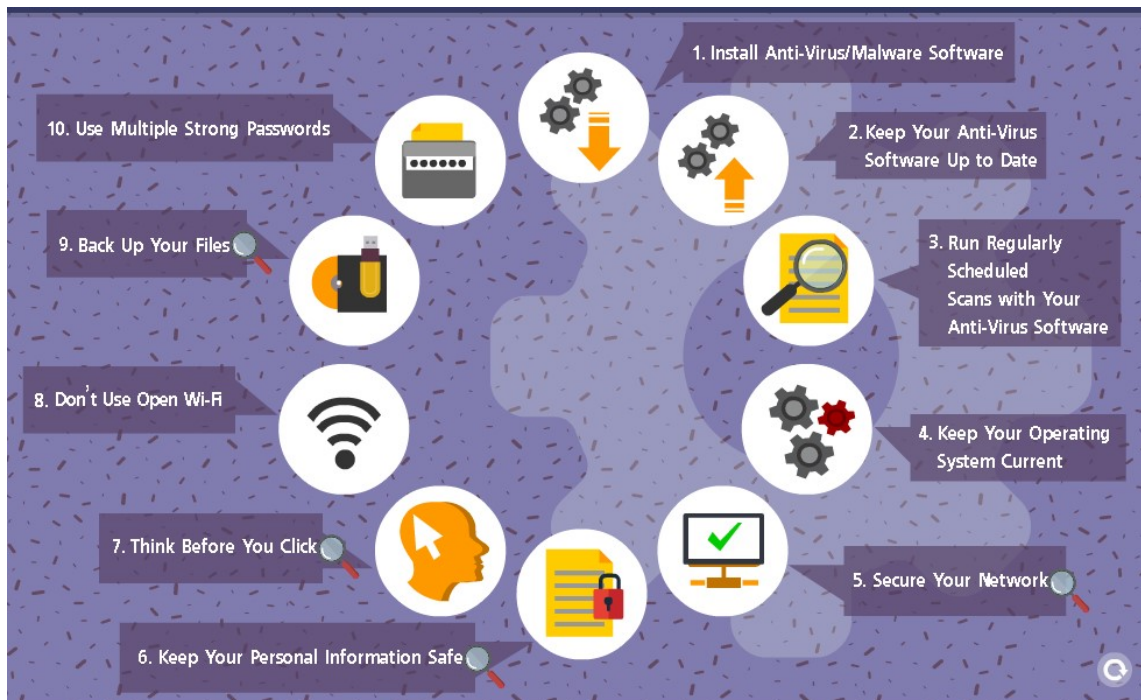 1. Install Anti-Virus/Malware Software
2. Keep Your Anti-Virus
Software Up to Date
3. Run Regularly
Scheduled
Scans with Your
Anti-Virus Software
4. Keep Your Operating
System Current
5. Secure Your Network
6. Keep Your Personal Information Safe
7. Think Before You Click
8. Don't Use Open Wi-Fi
9. Back Up Your Files
10. Use Multiple Strong Passwords